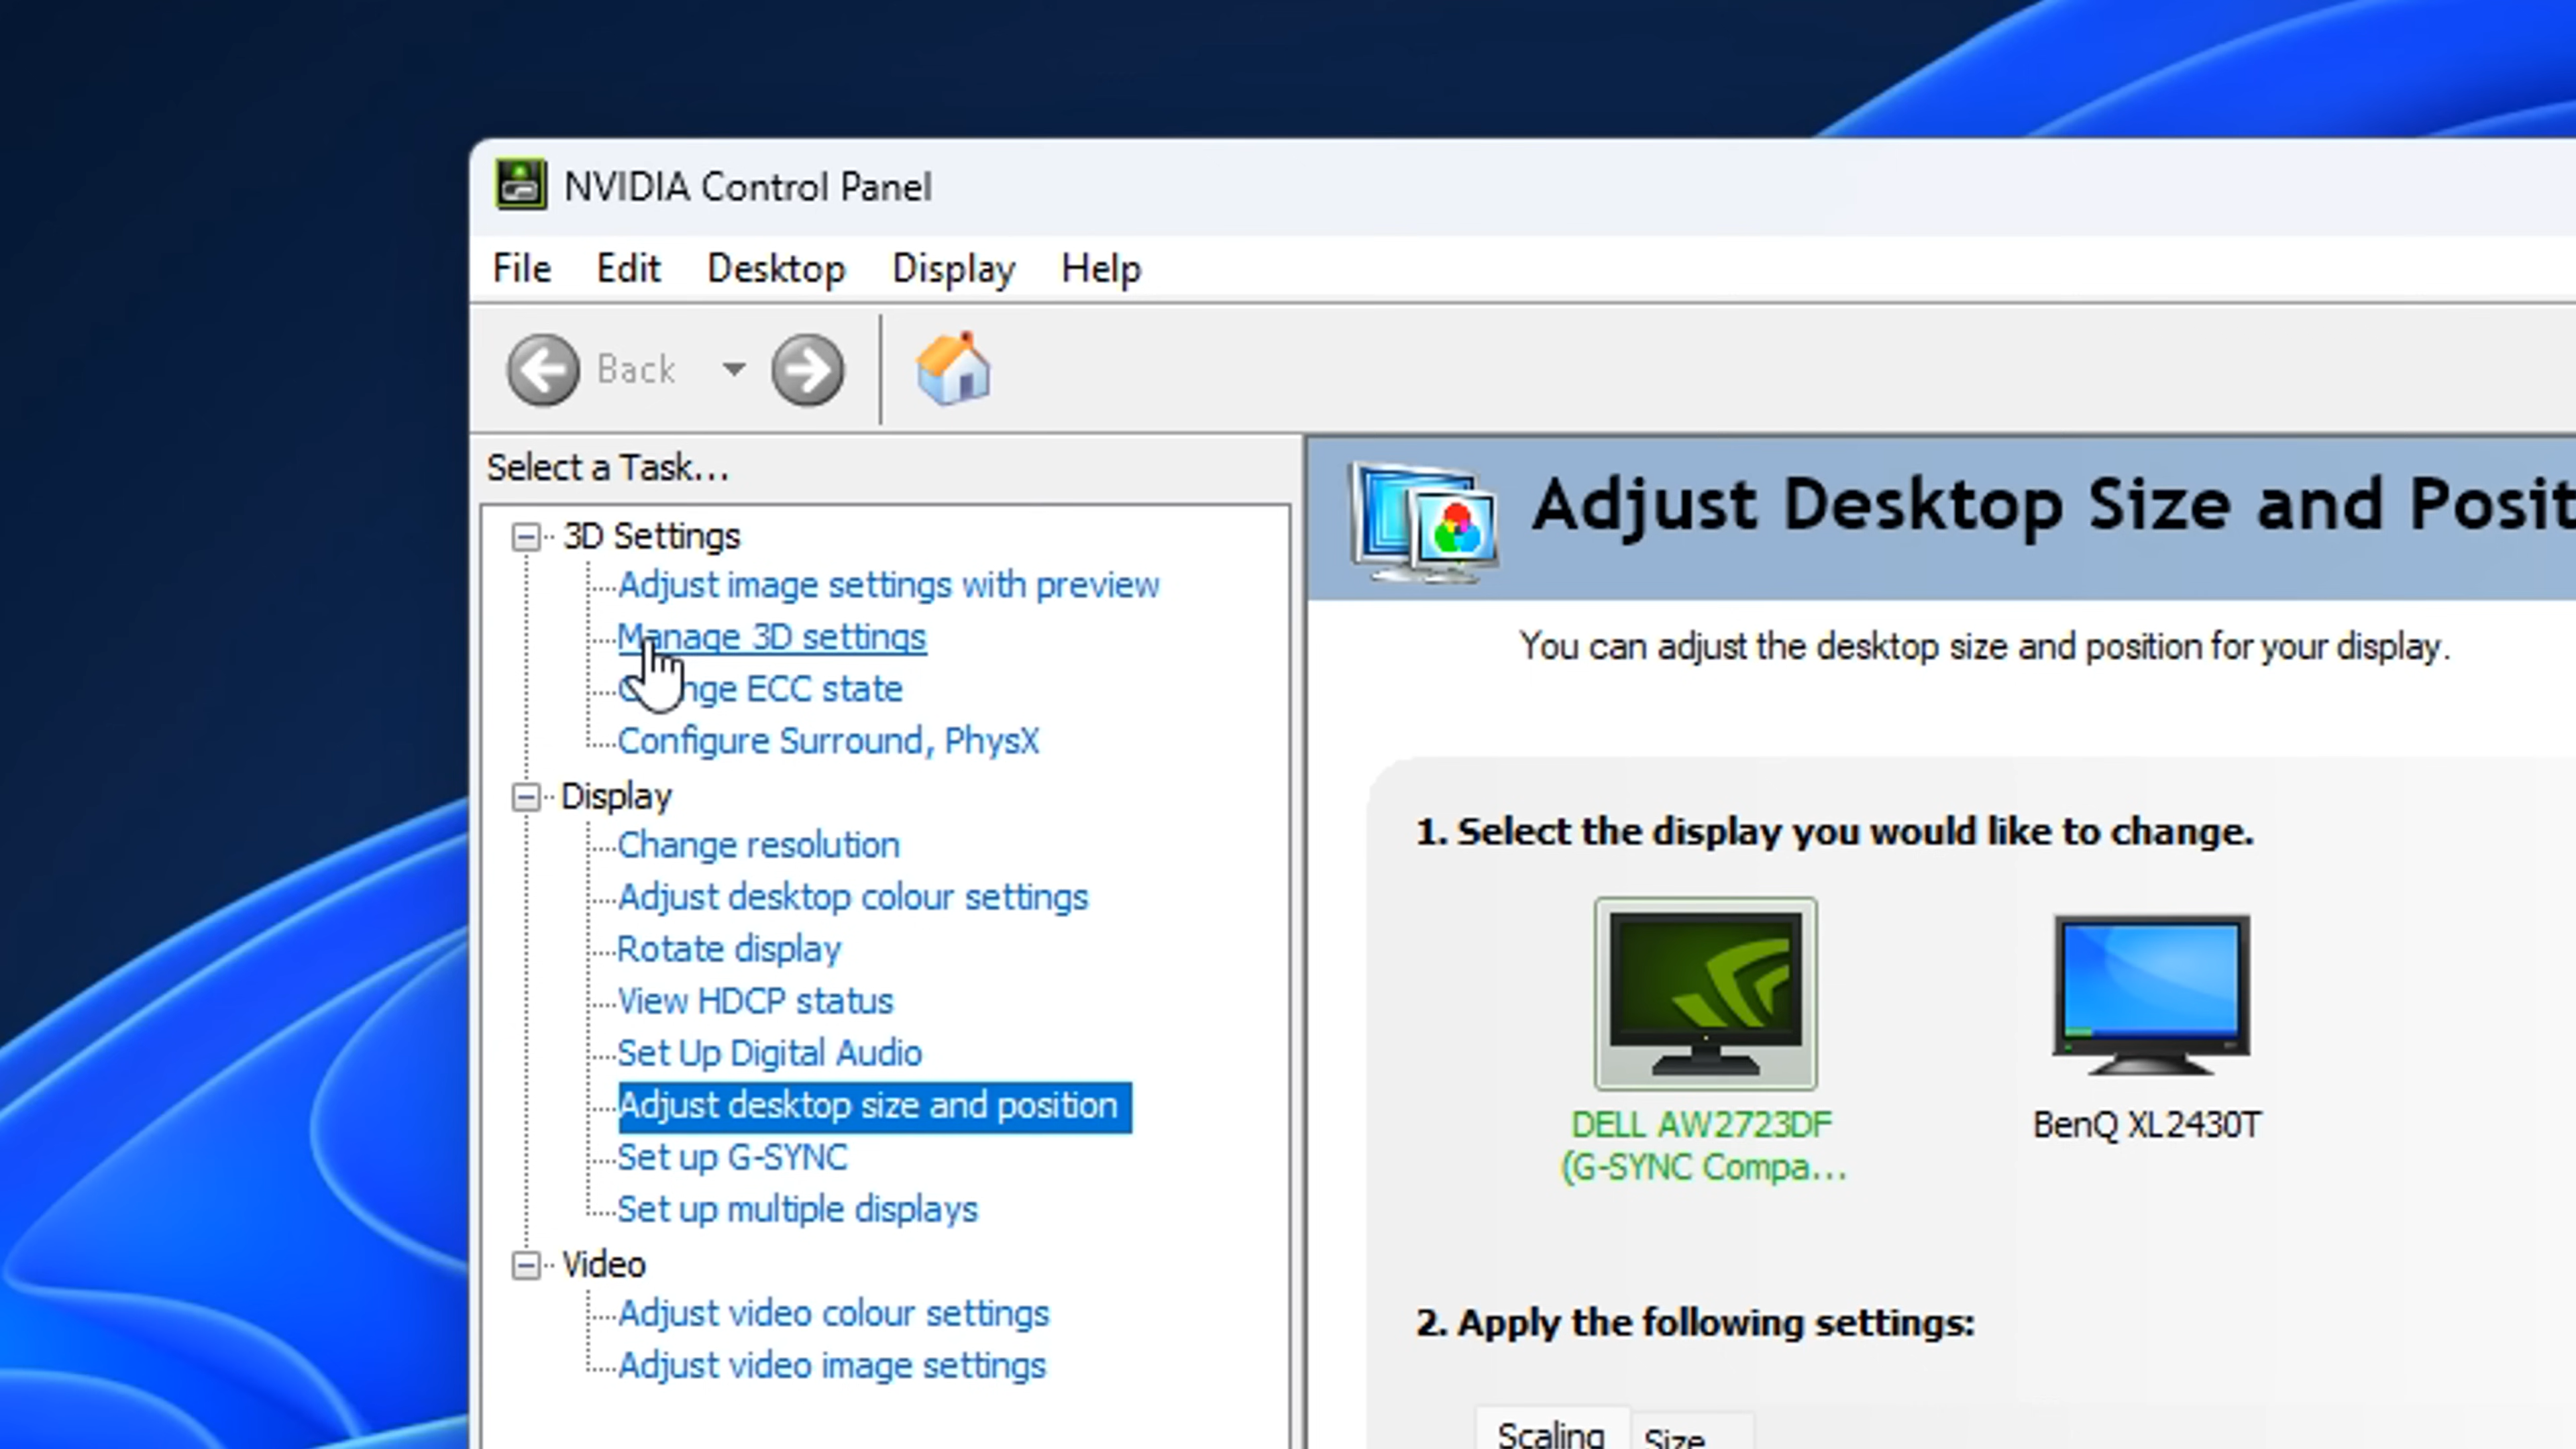 NVIDIA Control Panel
File Edit Desktop Display Help
Back
Select a Task...
3D Settings
Adjust image settings with preview
Manage 3D settings
ECC state
Configure Surround, PhysX
Display
Change resolution
Adjust desktop colour settings
Rotate display
View HDCP status
Set Up Digital Audio
Adjust desktop size and position
Set up G-SYNC
Set up multiple displays
Video
Adjust video colour settings
Adjust video image settings
Adjust Desktop Size and Posit
You can adjust the desktop size and position for your display.
1. Select the display you would like to change.
DELL AW2723DF
(G-SYNC Compa...
BenQ XL2430T
2. Apply the following settings:
Scaling Size